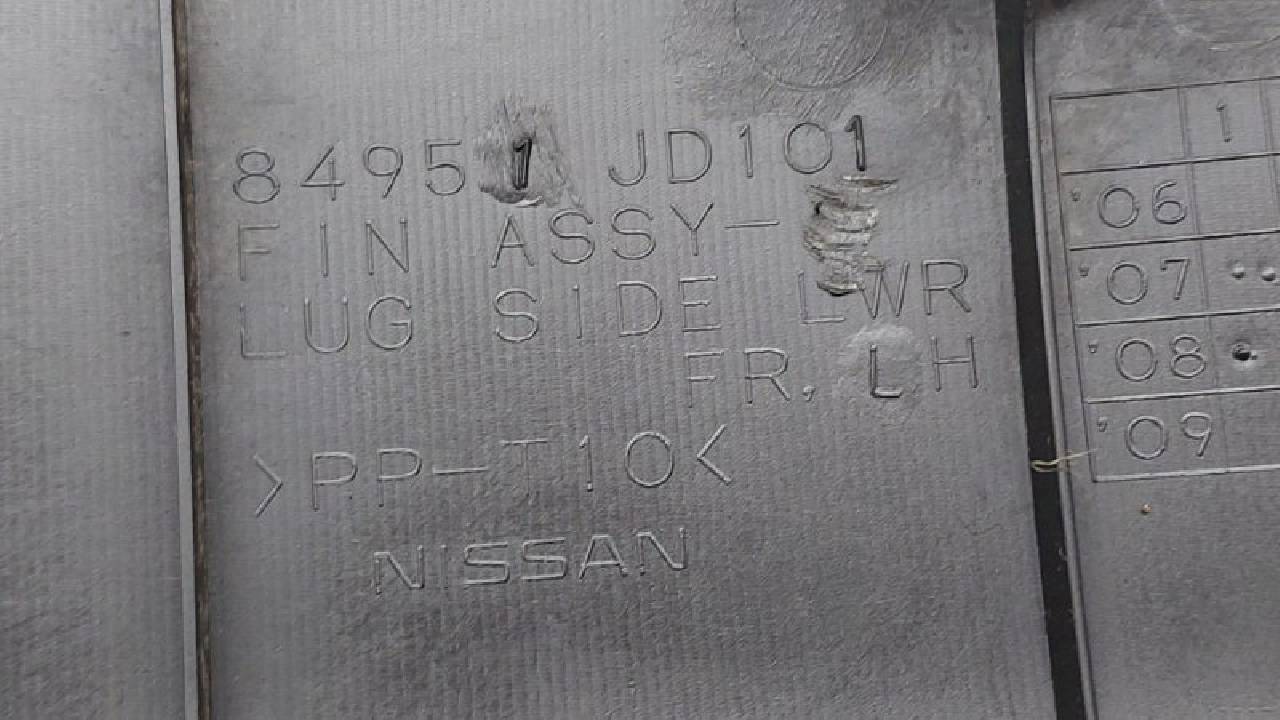 84951 JD101
FIN ASSY-
LUG SIDE LWR
FR, LH
>PP-T10<
NISSAN
1
'06
'07
'08
'09